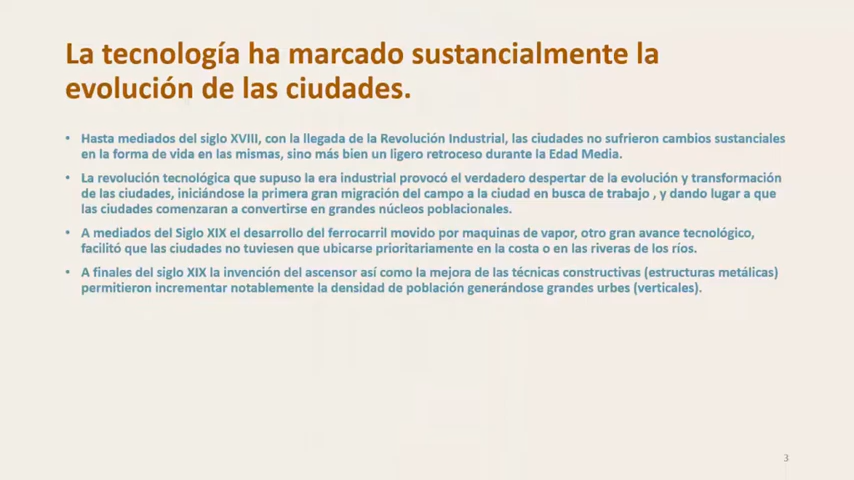 La tecnología ha marcado sustancialmente la
evolución de las ciudades.
• Hasta mediados del siglo XVIII, con la llegada de la Revolución Industrial, las ciudades no sufrieron cambios sustanciales
en la forma de vida en las mismas, sino más bien un ligero retroceso durante la Edad Media.
• La revolución tecnológica que supuso la era industrial provocó el verdadero despertar de la evolución y transformación
de las ciudades, iniciándose la primera gran migración del campo a la ciudad en busca de trabajo , y dando lugar a que
las ciudades comenzaran a convertirse en grandes núcleos poblacionales.
• A mediados del Siglo XIX el desarrollo del ferrocarril movido por maquinas de vapor, otro gran avance tecnológico,
facilitó que las ciudades no tuviesen que ubicarse prioritariamente en la costa o en las riveras de los ríos.
• A finales del siglo XIX la invención del ascensor así como la mejora de las técnicas constructivas (estructuras metálicas)
permitieron incrementar notablemente la densidad de población generándose grandes urbes (verticales).
3